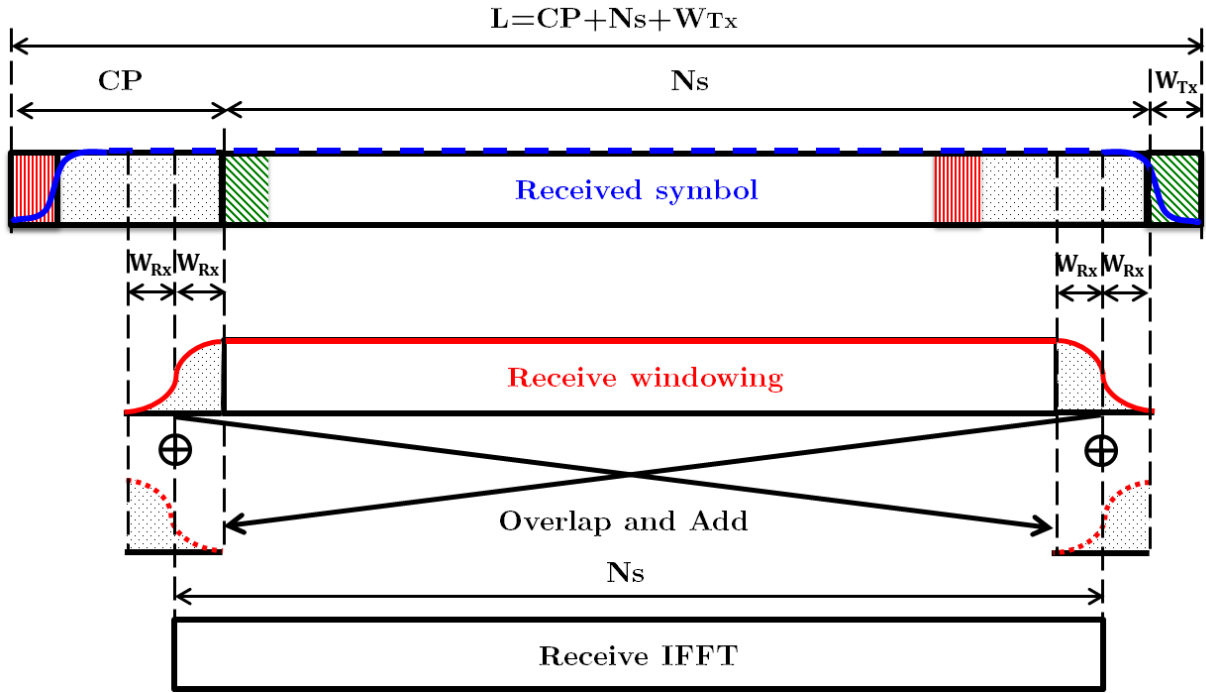 L=CP+Ns+WTx
CP
Ns
WTx
Received symbol
WRx
WRx
WRx
WRx
Receive windowing
Overlap and Add
Ns
Receive IFFT